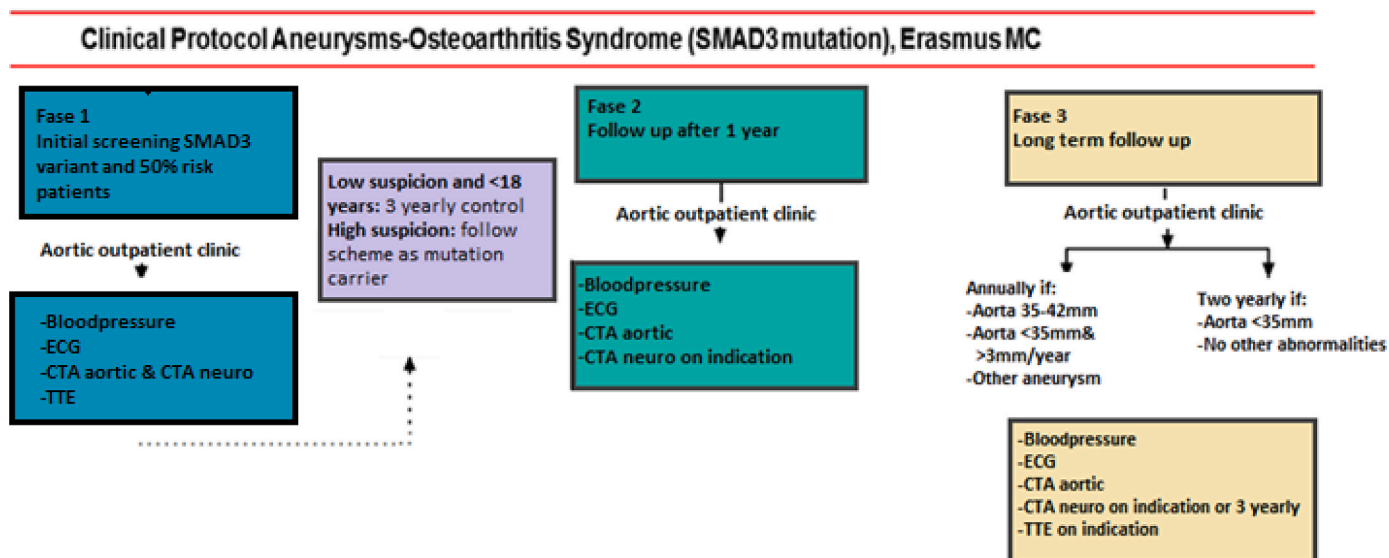 Clinical Protocol Aneurysms-Osteoarthritis Syndrome (SMAD3 mutation), Erasmus MC
Fase 1
Initial screening SMAD3
variant and 50% risk
patients
Aortic outpatient clinic
-Bloodpressure
-ECG
-CTA aortic & CTA neuro
-TTE
Low suspicion and <18
years: 3 yearly control
High suspicion: follow
scheme as mutation
carrier
Fase 2
Follow up after 1 year
Aortic outpatient clinic
-Bloodpressure
-ECG
-CTA aortic
-CTA neuro on indication
Fase 3
Long term follow up
Aortic outpatient clinic
Annually if:
-Aorta 35-42mm
-Aorta <35mm&
>3mm/year
-Other aneurysm
Two yearly if:
-Aorta <35mm
-No other abnormalities
-Bloodpressure
-ECG
-CTA aortic
-CTA neuro on indication or 3 yearly
-TTE on indication